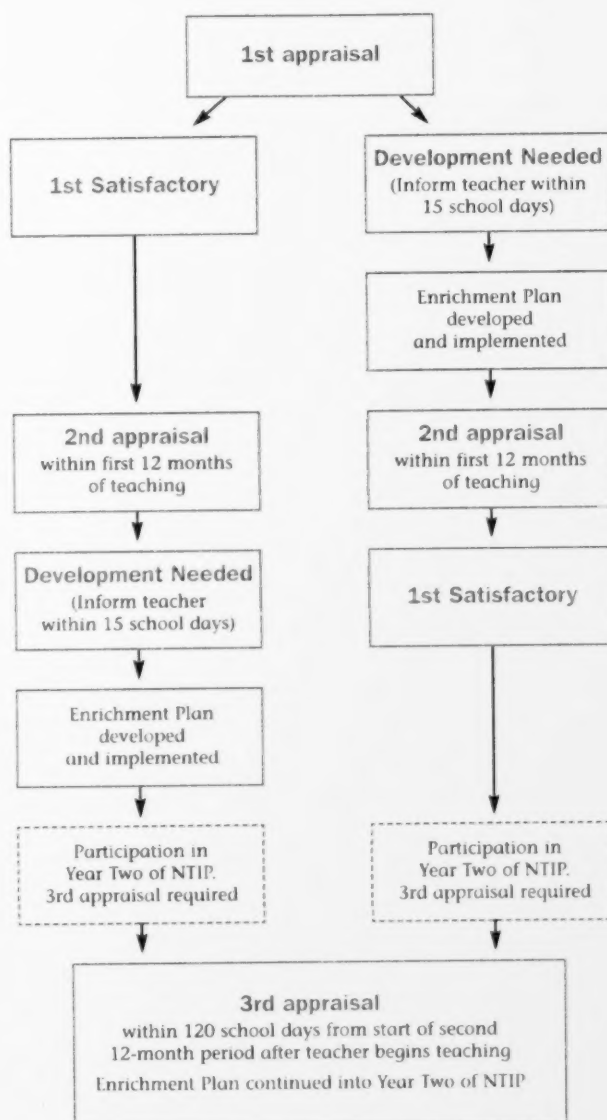 1st appraisal
1st Satisfactory
Development Needed
(Inform teacher within
15 school days)
Enrichment Plan
developed
and implemented
2nd appraisal
within first 12 months
of teaching
2nd appraisal
within first 12 months
of teaching
Development Needed
(Inform teacher
within 15 school days)
1st Satisfactory
Enrichment Plan
developed
and implemented
Participation in
Year Two of NTIP.
3rd appraisal required
Participation in
Year Two of NTIP.
3rd appraisal required
3rd appraisal
within 120 school days from start of second
12-month period after teacher begins teaching
Enrichment Plan continued into Year Two of NTIP